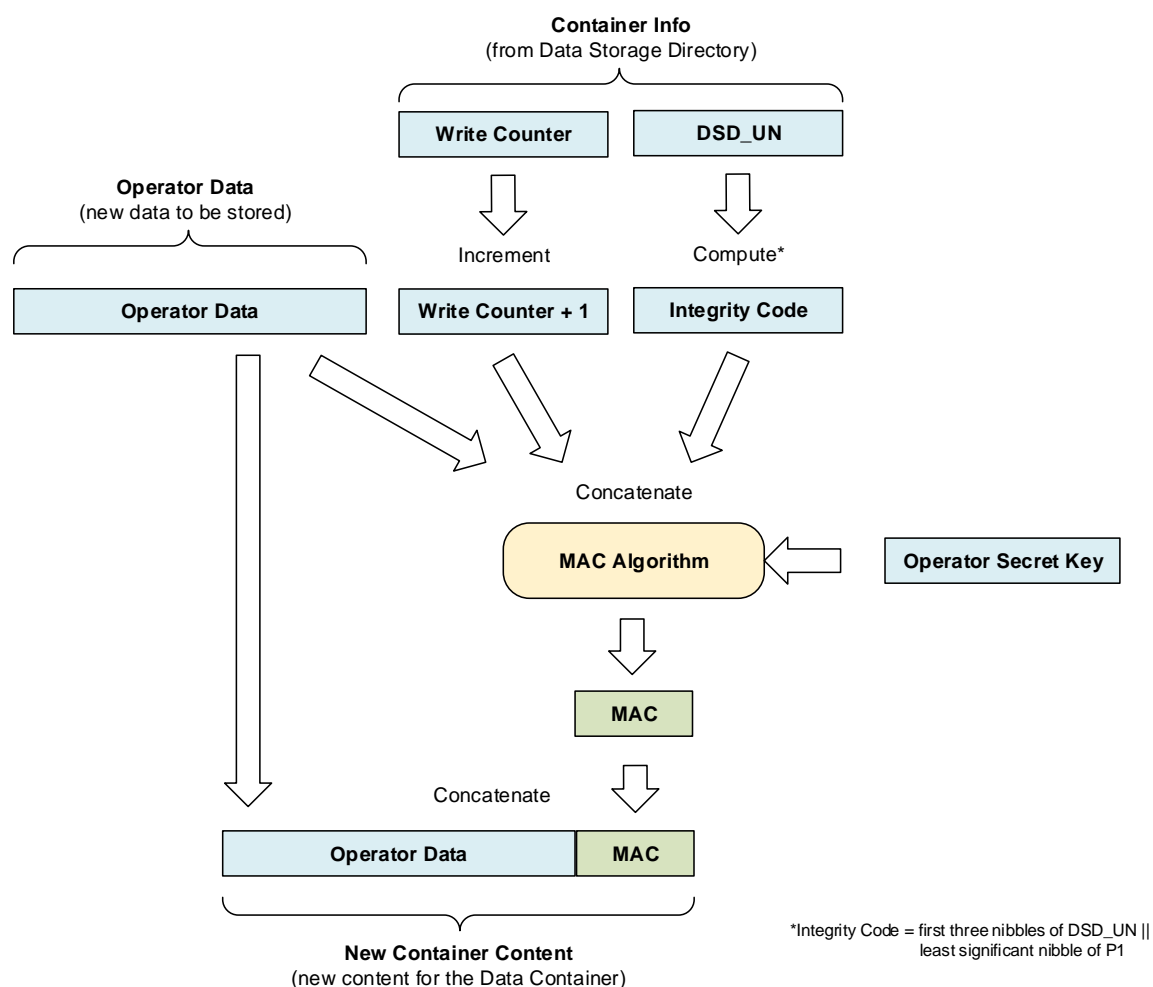 Container Info
(from Data Storage Directory)
Write Counter
DSD_UN
Operator Data
(new data to be stored)
Increment
Compute*
Operator Data
Write Counter + 1
Integrity Code
Concatenate
MAC Algorithm
Operator Secret Key
MAC
Concatenate
Operator Data
MAC
New Container Content
(new content for the Data Container)
*Integrity Code = first three nibbles of DSD_UN ||
least significant nibble of P1